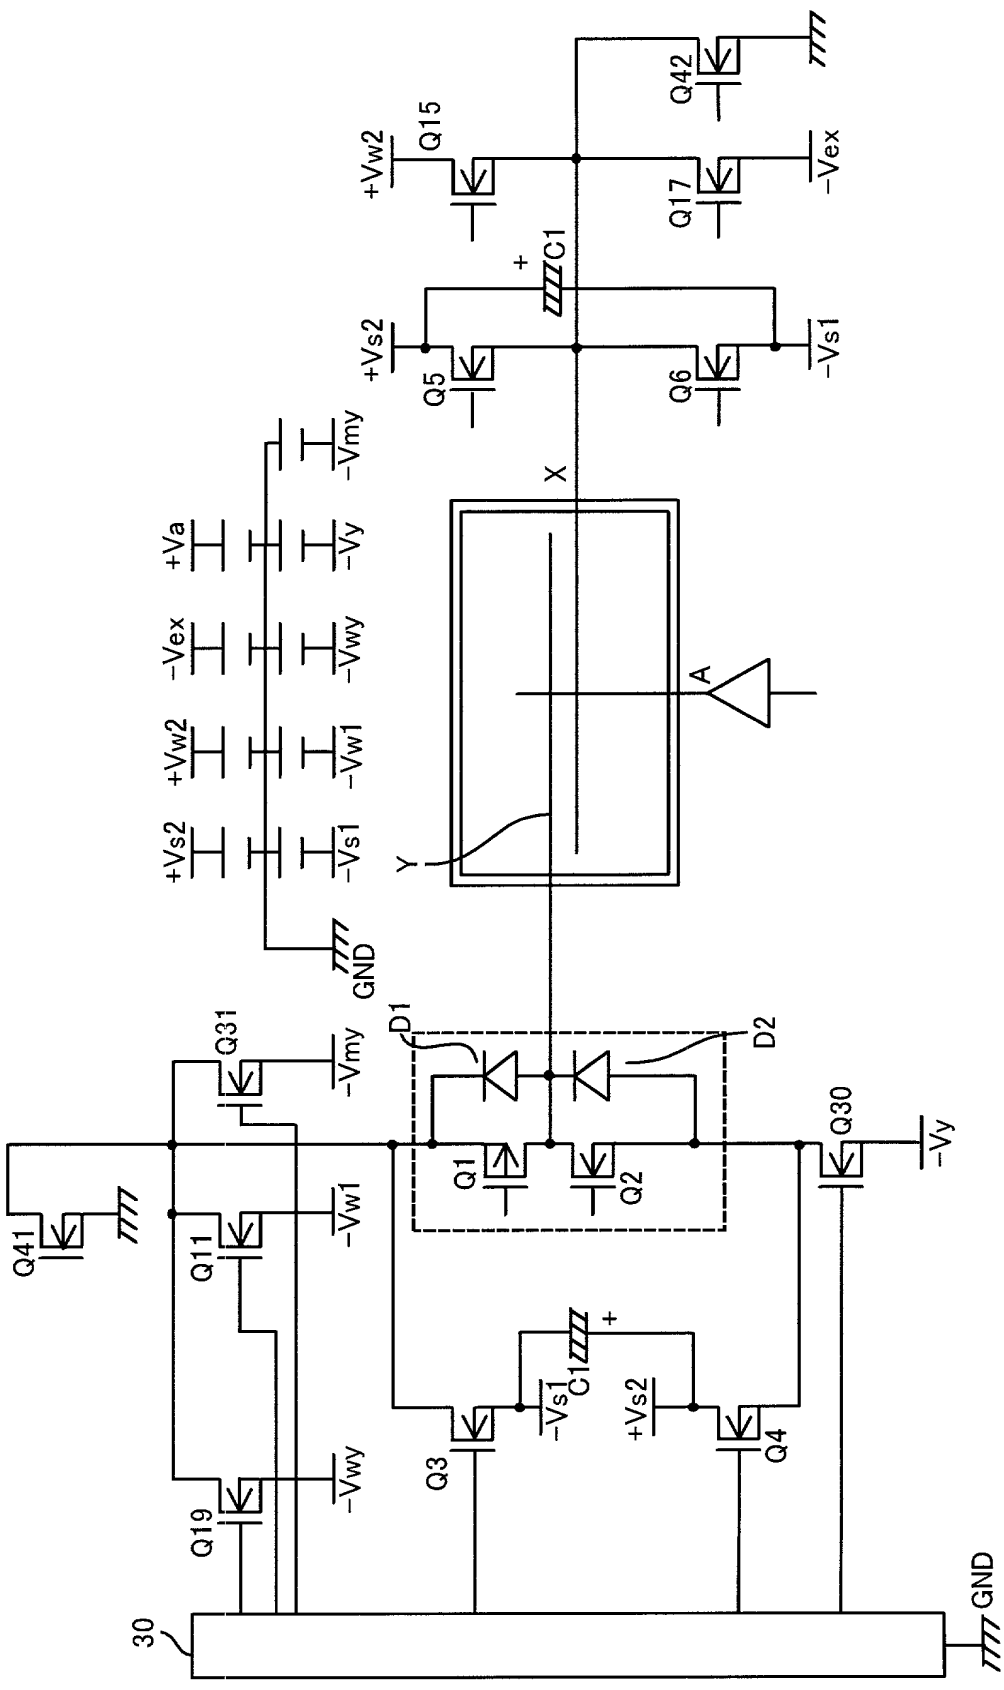 Q42
Q15
+Vw2
Q17
-Vex
+
C1
+Vs2
Q5
Q6
-Vs1
X
-Vmy
+Va
-Vy
-Vex
-Vwy
+Vw2
-Vw1
+Vs2
-Vs1
GND
Y
A
Q31
-Vmy
D1
D2
Q41
Q11
-Vw1
Q1
Q2
Q30
-Vy
C1
+
-Vs1
+Vs2
Q3
Q4
Q19
-Vwy
30
GND